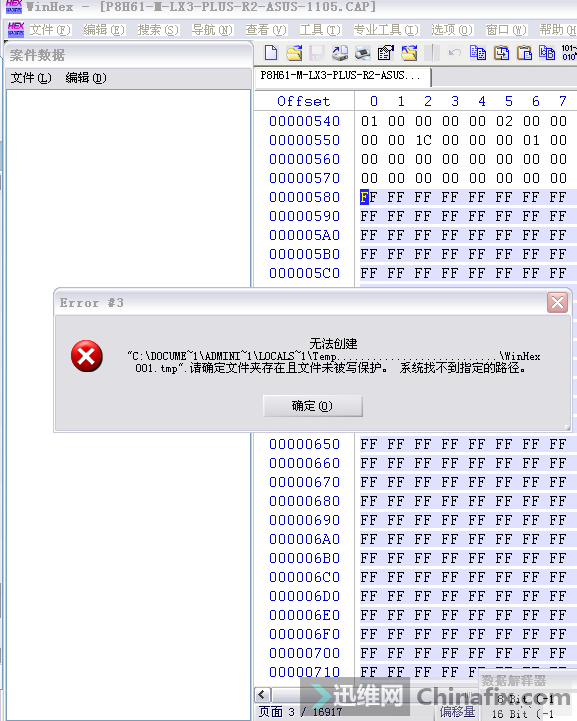 WinHex - [P8H61-M-LX3-PLUS-R2-ASUS-1105.CAP]
文件(F) 编辑(E) 搜索(S) 导航(N) 查看(V) 工具(T) 专业工具(I) 选项(O) 窗口(W) 帮助(H)
案件数据
文件(L) 编辑(D)
P8H61-M-LX3-PLUS-R2-ASUS...
Offset 0 1 2 3 4 5 6 7
00000540 01 00 00 00 00 02 00 00
00000550 00 00 1C 00 00 00 01 00
00000560 00 00 00 00 00 00 00 00
00000570 00 00 00 00 00 00 00 00
00000580 FF FF FF FF FF FF FF FF
00000590 FF FF FF FF FF FF FF FF
000005A0 FF FF FF FF FF FF FF FF
000005B0 FF FF FF FF FF FF FF FF
000005C0 FF FF FF FF FF FF FF FF
Error #3
无法创建
"C:\DOCUME~1\ADMINI~1\LOCALS~1\Temp..........................\WinHex
001.tmp".请确定文件夹存在且文件未被写保护。 系统找不到指定的路径。
确定(O)
00000650 FF FF FF FF FF FF FF FF
00000660 FF FF FF FF FF FF FF FF
00000670 FF FF FF FF FF FF FF FF
00000680 FF FF FF FF FF FF FF FF
00000690 FF FF FF FF FF FF FF FF
000006A0 FF FF FF FF FF FF FF FF
000006B0 FF FF FF FF FF FF FF FF
000006C0 FF FF FF FF FF FF FF FF
000006D0 FF FF FF FF FF FF FF FF
000006E0 FF FF FF FF FF FF FF FF
000006F0 FF FF FF FF FF FF FF FF
00000700 FF FF FF FF FF FF FF FF
00000710 FF FF FF FF FF FF FF FF
数据解释器
8 Bit (-1
16 Bit (-1
页面 3 / 16917
偏移量
迅维网 Chinafix.com